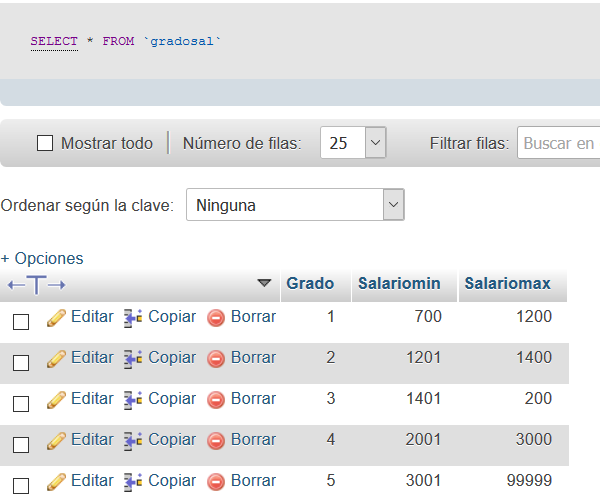 SELECT * FROM `gradosal`
Mostrar todo Número de filas: 25 Filtrar filas: Buscar en
Ordenar según la clave: Ninguna
+ Opciones
Grado Salariomin Salariomax
Editar Copiar Borrar 1 700 1200
Editar Copiar Borrar 2 1201 1400
Editar Copiar Borrar 3 1401 200
Editar Copiar Borrar 4 2001 3000
Editar Copiar Borrar 5 3001 99999